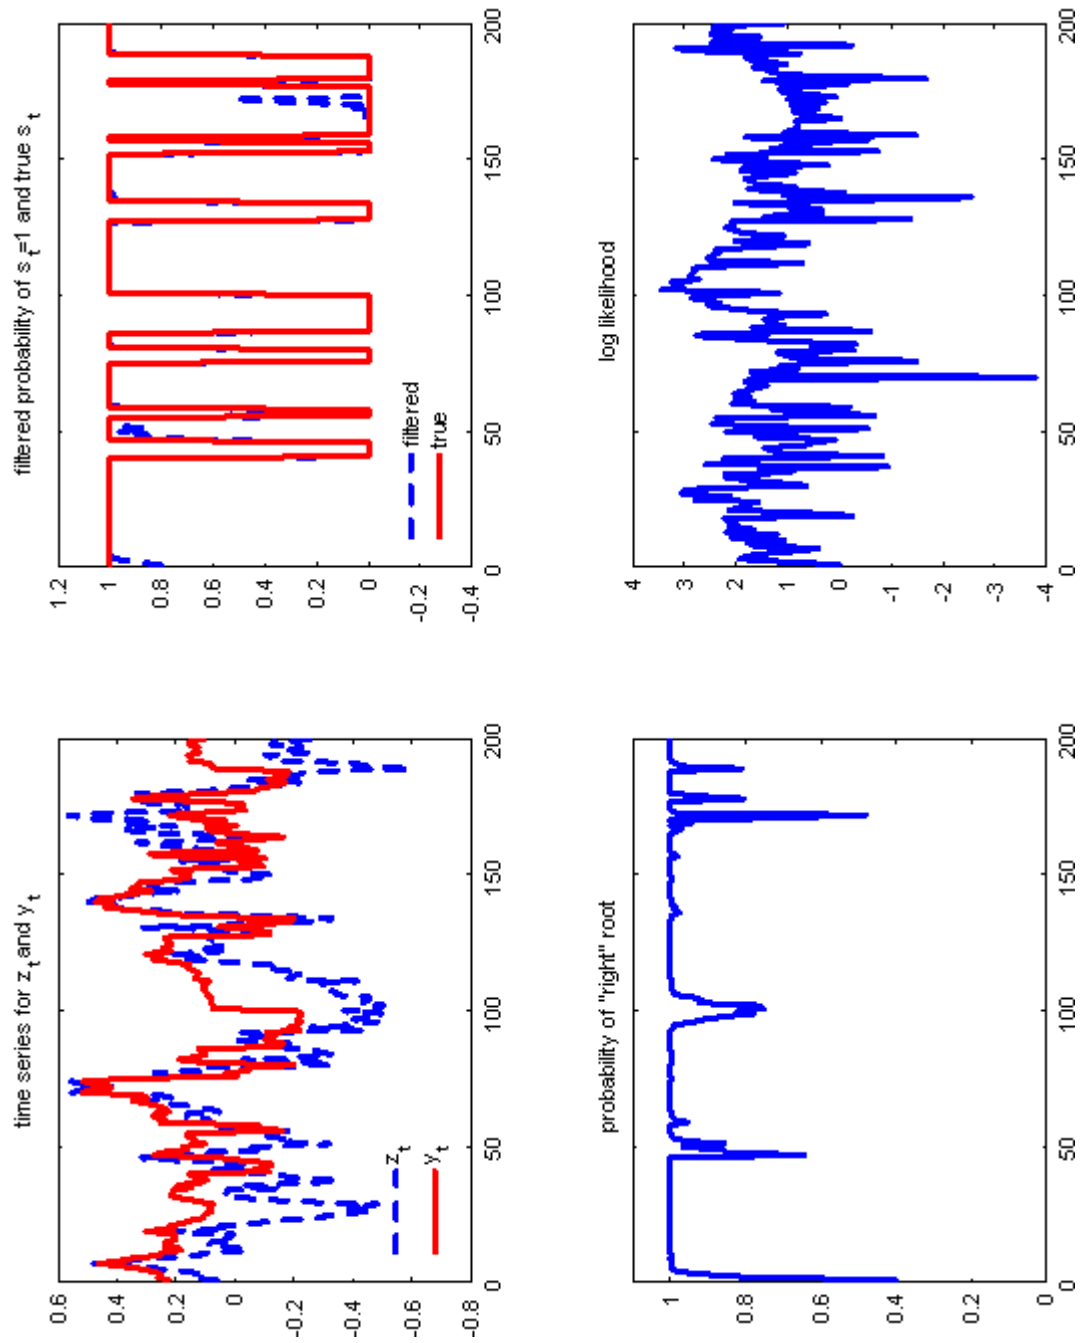 time series for z_t and y_t
0.6
0.4
0.2
0
-0.2
-0.4
-0.6
z_t
y_t
0 50 100 150 200
filtered probability of s_t=1 and true s_t
1.2
1
0.8
0.6
0.4
0.2
0
-0.2
-0.4
filtered
true
0 50 100 150 200
probability of "right" root
1
0.8
0.6
0.4
0.2
0
0 50 100 150 200
log likelihood
4
3
2
1
0
-1
-2
-3
-4
0 50 100 150 200